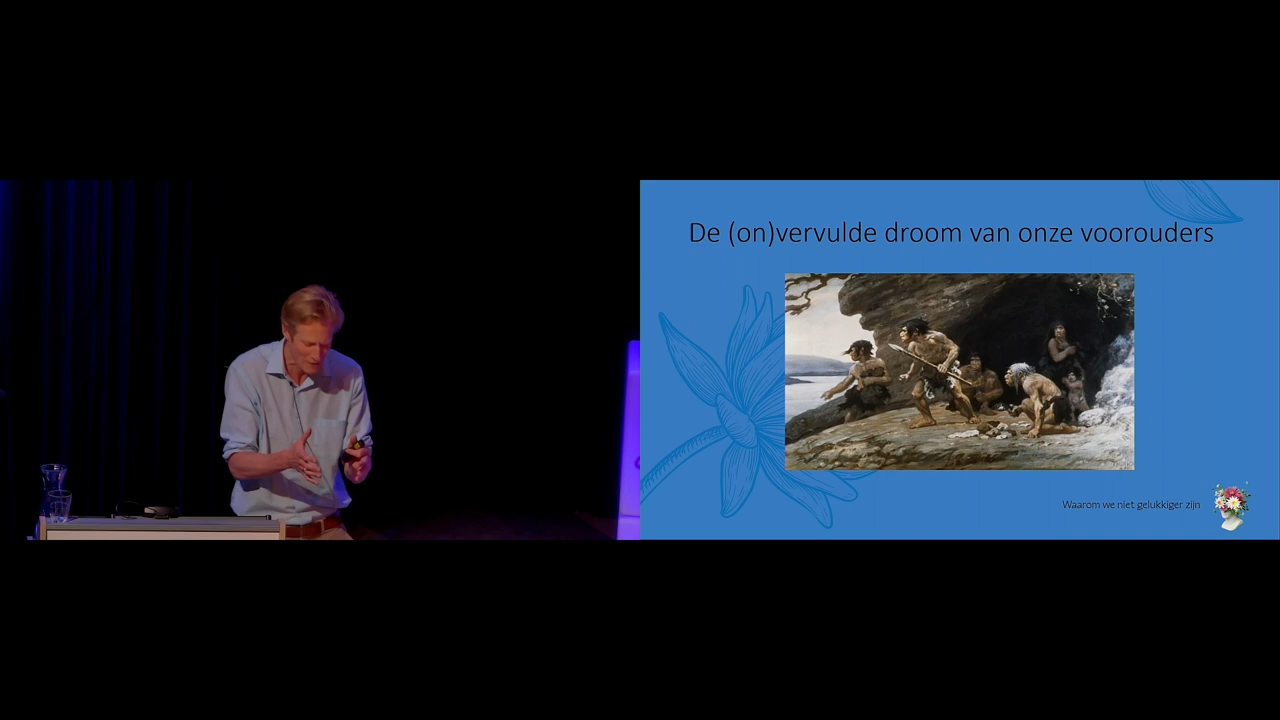 De (on)vervulde droom van onze voorouders
Waarom we niet gelukkiger zijn